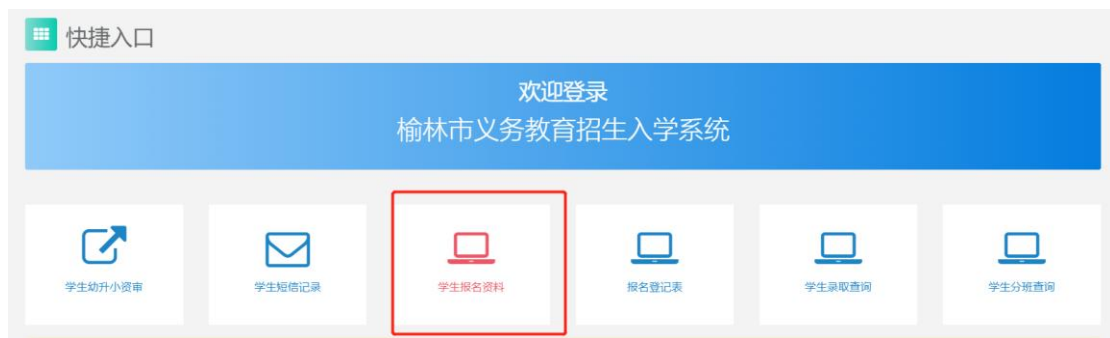 快捷入口
欢迎登录
榆林市义务教育招生入学系统
学生幼升小资审
学生短信记录
学生报名资料
报名登记表
学生录取查询
学生分班查询